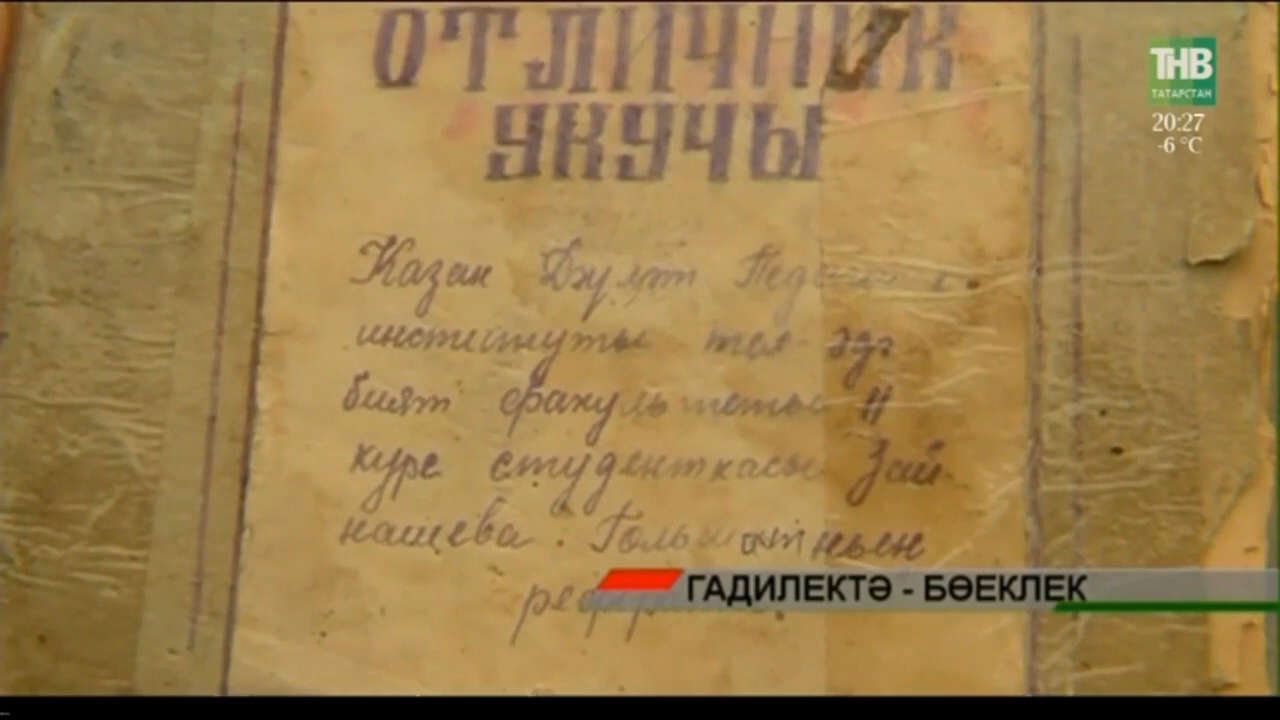 ОТЛИЧНИК
УКУЧЫ
ТНВ
ТАТАРСТАН
20:27
-6 °C
Казан Дәүләт
институты тел әдә
бият факультеты II
курс студенткасы Зәй
нашева
ГАДИЛЕКТӘ - БӨЕКЛЕК